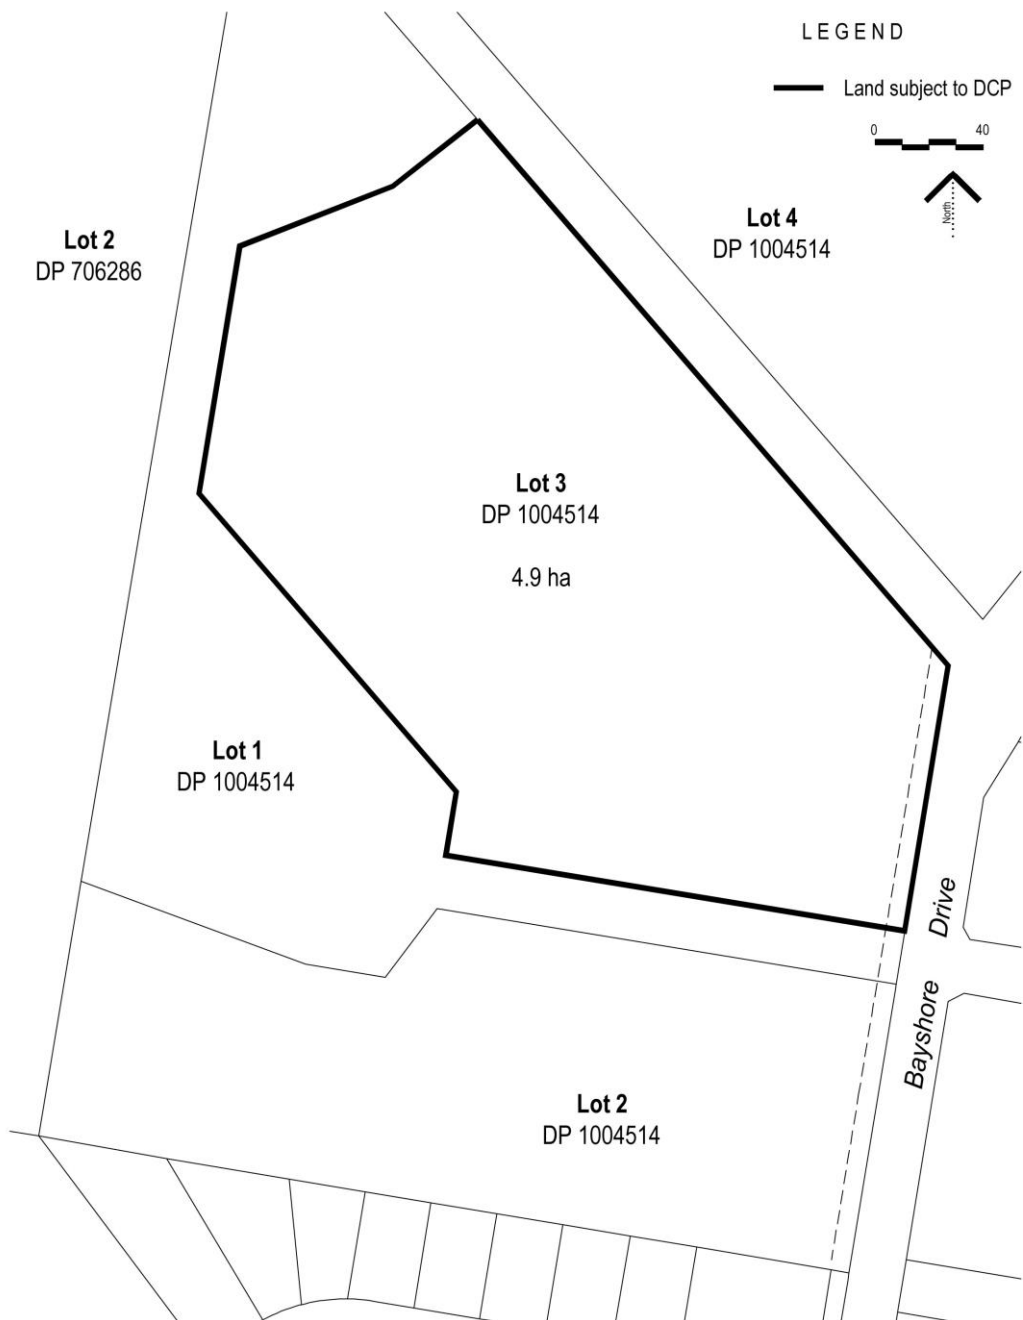 LEGEND
Land subject to DCP
0 40
North
Lot 4
DP 1004514
Lot 2
DP 706286
Lot 3
DP 1004514
4.9 ha
Lot 1
DP 1004514
Drive
Bayshore
Lot 2
DP 1004514